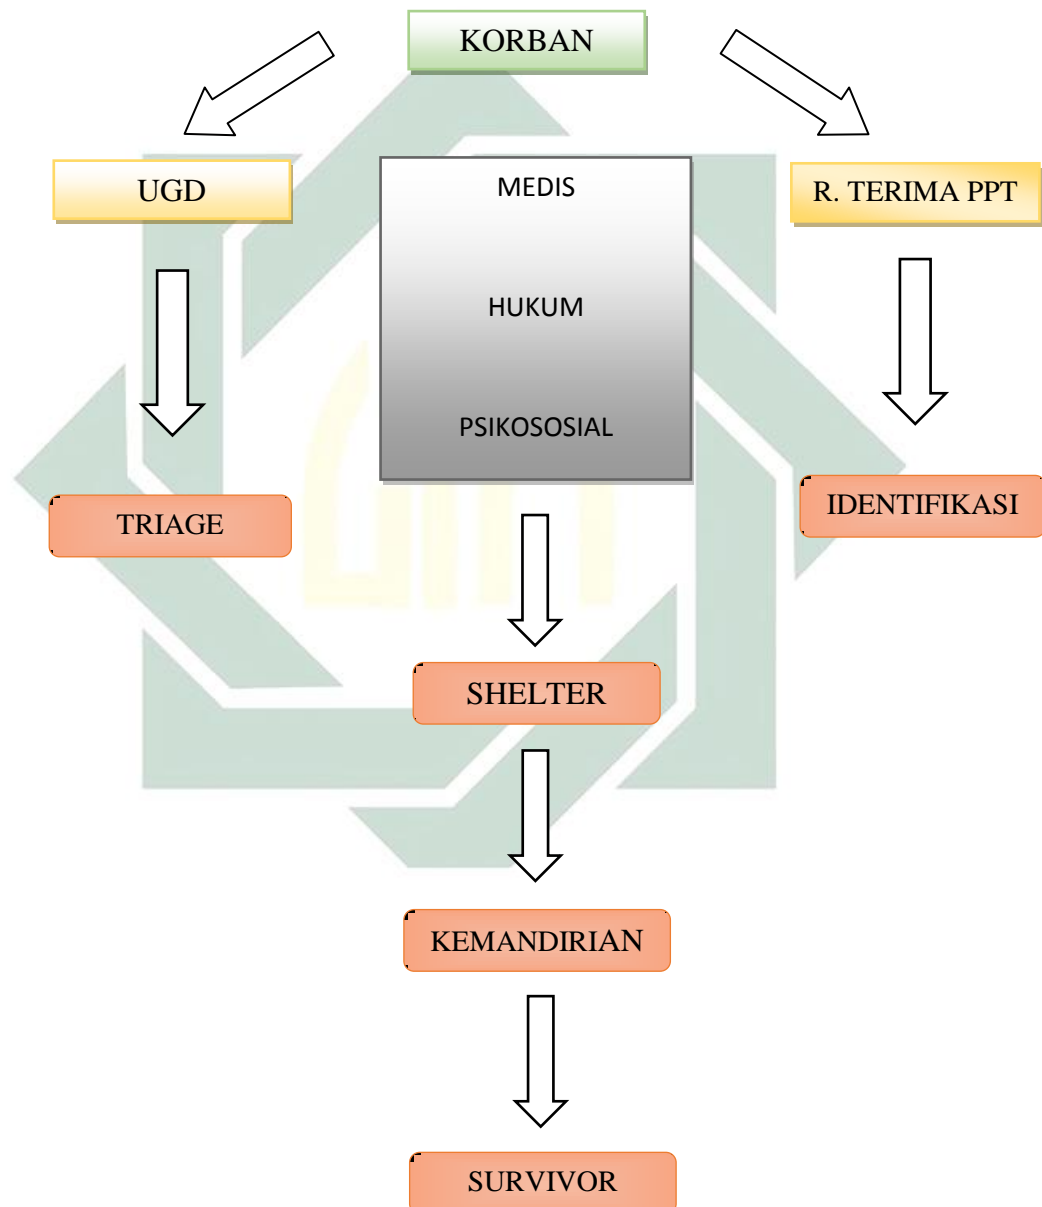 KORBAN
UGD
MEDIS
R. TERIMA PPT
HUKUM
PSIKOSOSIAL
TRIAGE
IDENTIFIKASI
SHELTER
KEMANDIRIAN
SURVIVOR